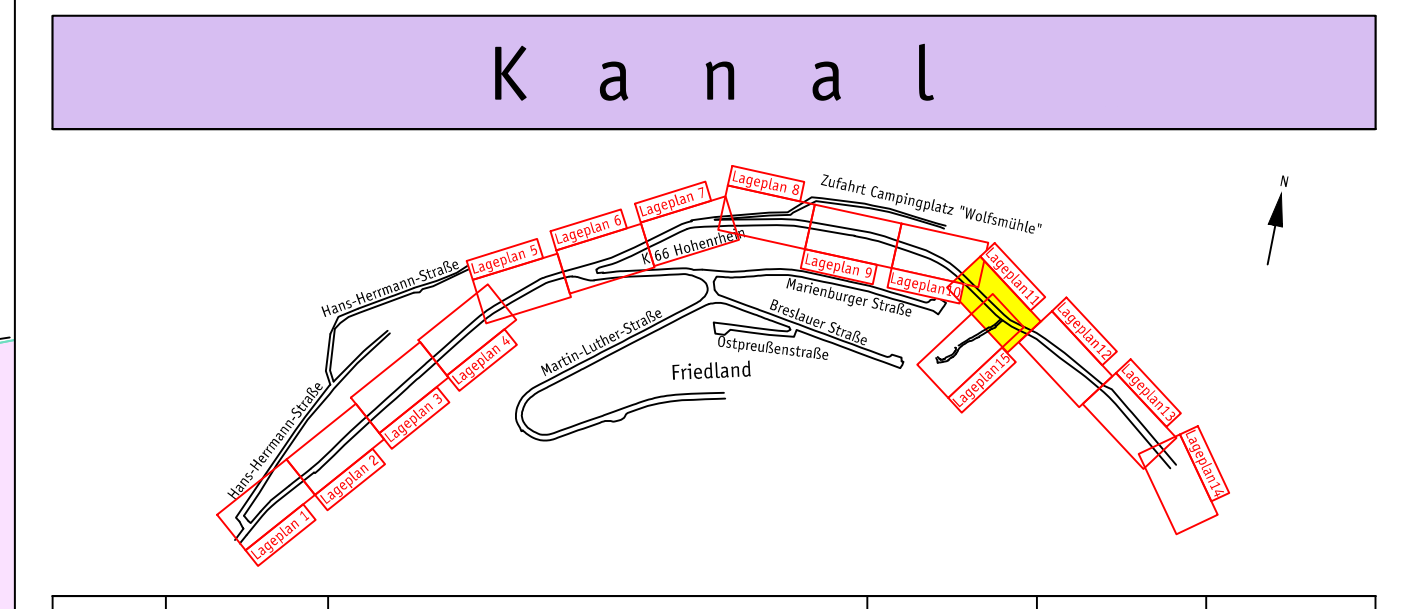 K a n a l
N
Lageplan 8
Zufahrt Campingplatz "Wolfsmühle"
Lageplan 7
Lageplan 6
Lageplan 5
K 66 Hohenrhein
Hans-Herrmann-Straße
Lageplan 9
Lageplan10
Lageplan11
Marienburger Straße
Breslauer Straße
Ostpreußenstraße
Martin-Luther-Straße
Friedland
Lageplan12
Lageplan 4
Lageplan15
Lageplan13
Lageplan 3
Hans-Herrmann-Straße
Lageplan 2
Lageplan14
Lageplan 1